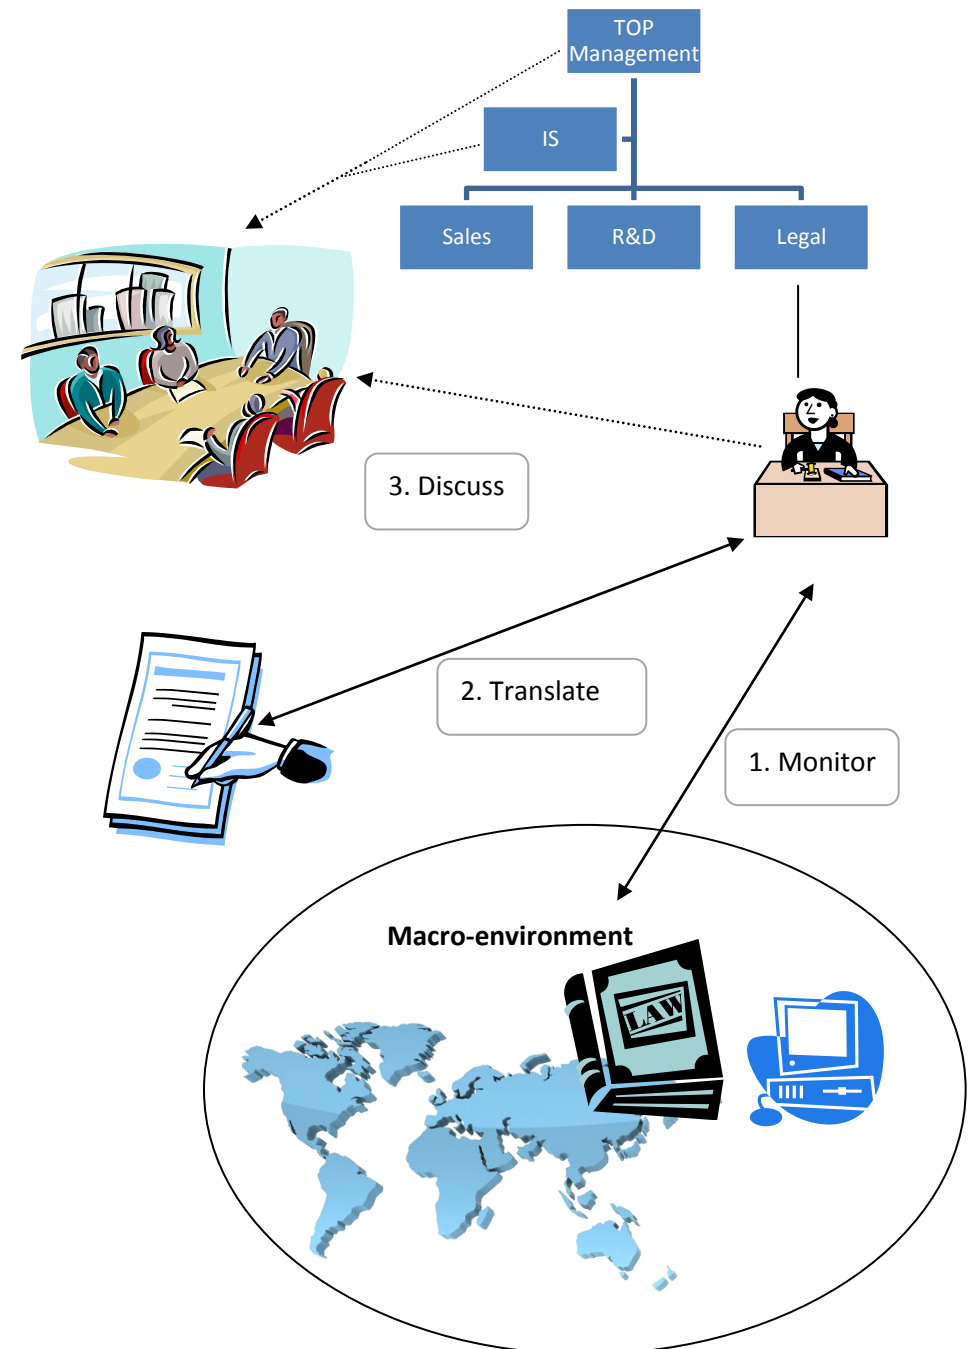 TOP
Management
IS
Sales
R&D
Legal
3. Discuss
2. Translate
1. Monitor
Macro-environment
LAW